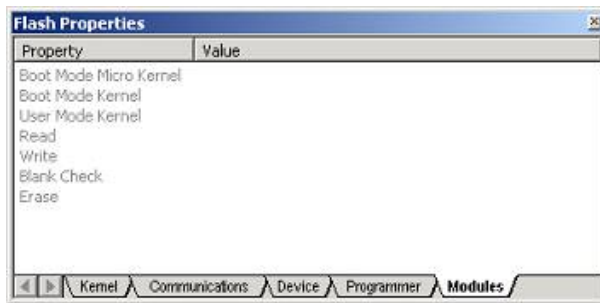 Flash Properties
Property Value
Boot Mode Micro Kernel
Boot Mode Kernel
User Mode Kernel
Read
Write
Blank Check
Erase
Kernel Communications Device Programmer Modules